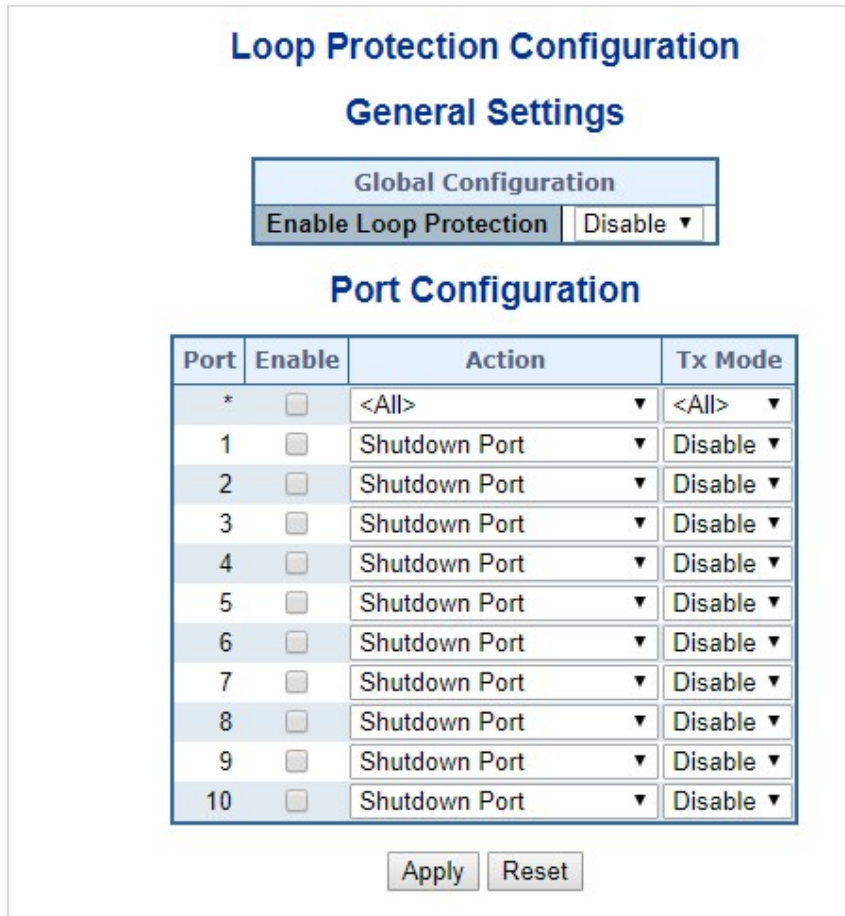 Loop Protection Configuration
General Settings
Global Configuration
Enable Loop Protection Disable ▼
Port Configuration
Port Enable Action Tx Mode
* <All> ▼ <All> ▼
1 Shutdown Port ▼ Disable ▼
2 Shutdown Port ▼ Disable ▼
3 Shutdown Port ▼ Disable ▼
4 Shutdown Port ▼ Disable ▼
5 Shutdown Port ▼ Disable ▼
6 Shutdown Port ▼ Disable ▼
7 Shutdown Port ▼ Disable ▼
8 Shutdown Port ▼ Disable ▼
9 Shutdown Port ▼ Disable ▼
10 Shutdown Port ▼ Disable ▼
Apply Reset